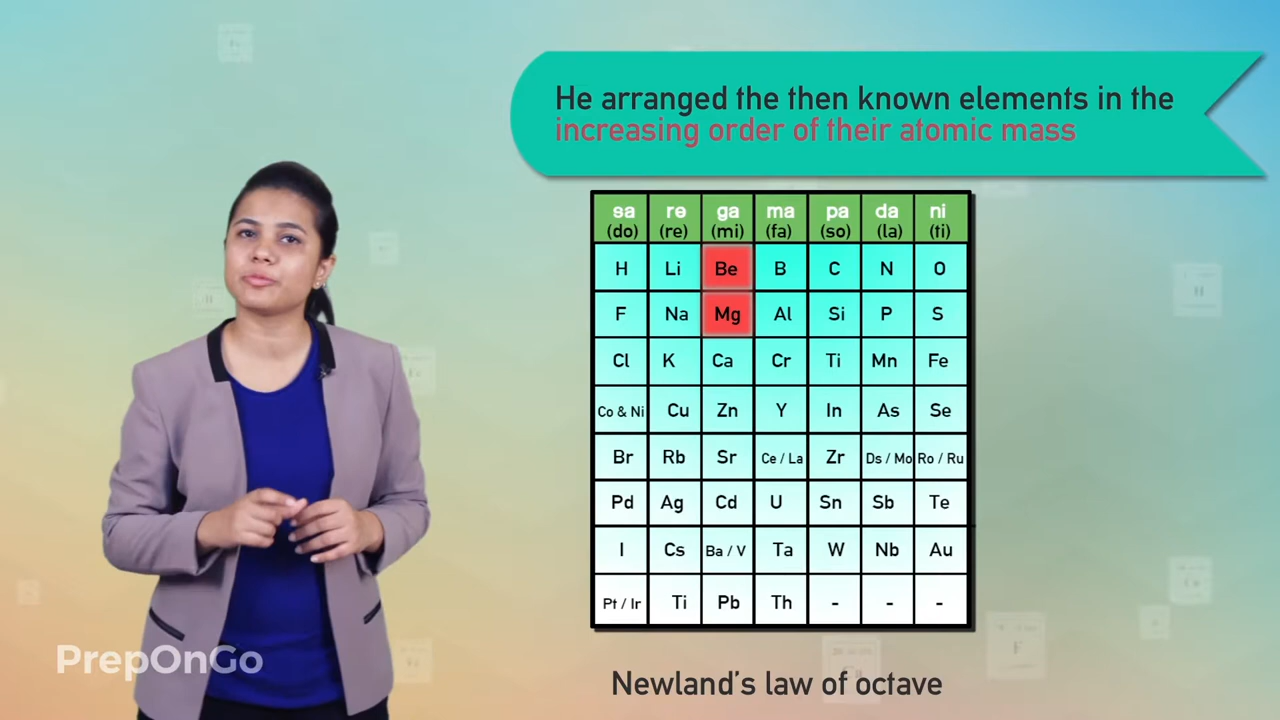 He arranged the then known elements in the
increasing order of their atomic mass
sa re ga ma pa da ni
(do) (re) (mi) (fa) (so) (la) (ti)
H Li Be B C N O
F Na Mg Al Si P S
Cl K Ca Cr Ti Mn Fe
Co & Ni Cu Zn Y In As Se
Br Rb Sr Ce / La Zr Ds / Mo Ro / Ru
Pd Ag Cd U Sn Sb Te
I Cs Ba / V Ta W Nb Au
Pt / Ir Ti Pb Th - - -
PrepOnGo
Newland's law of octave